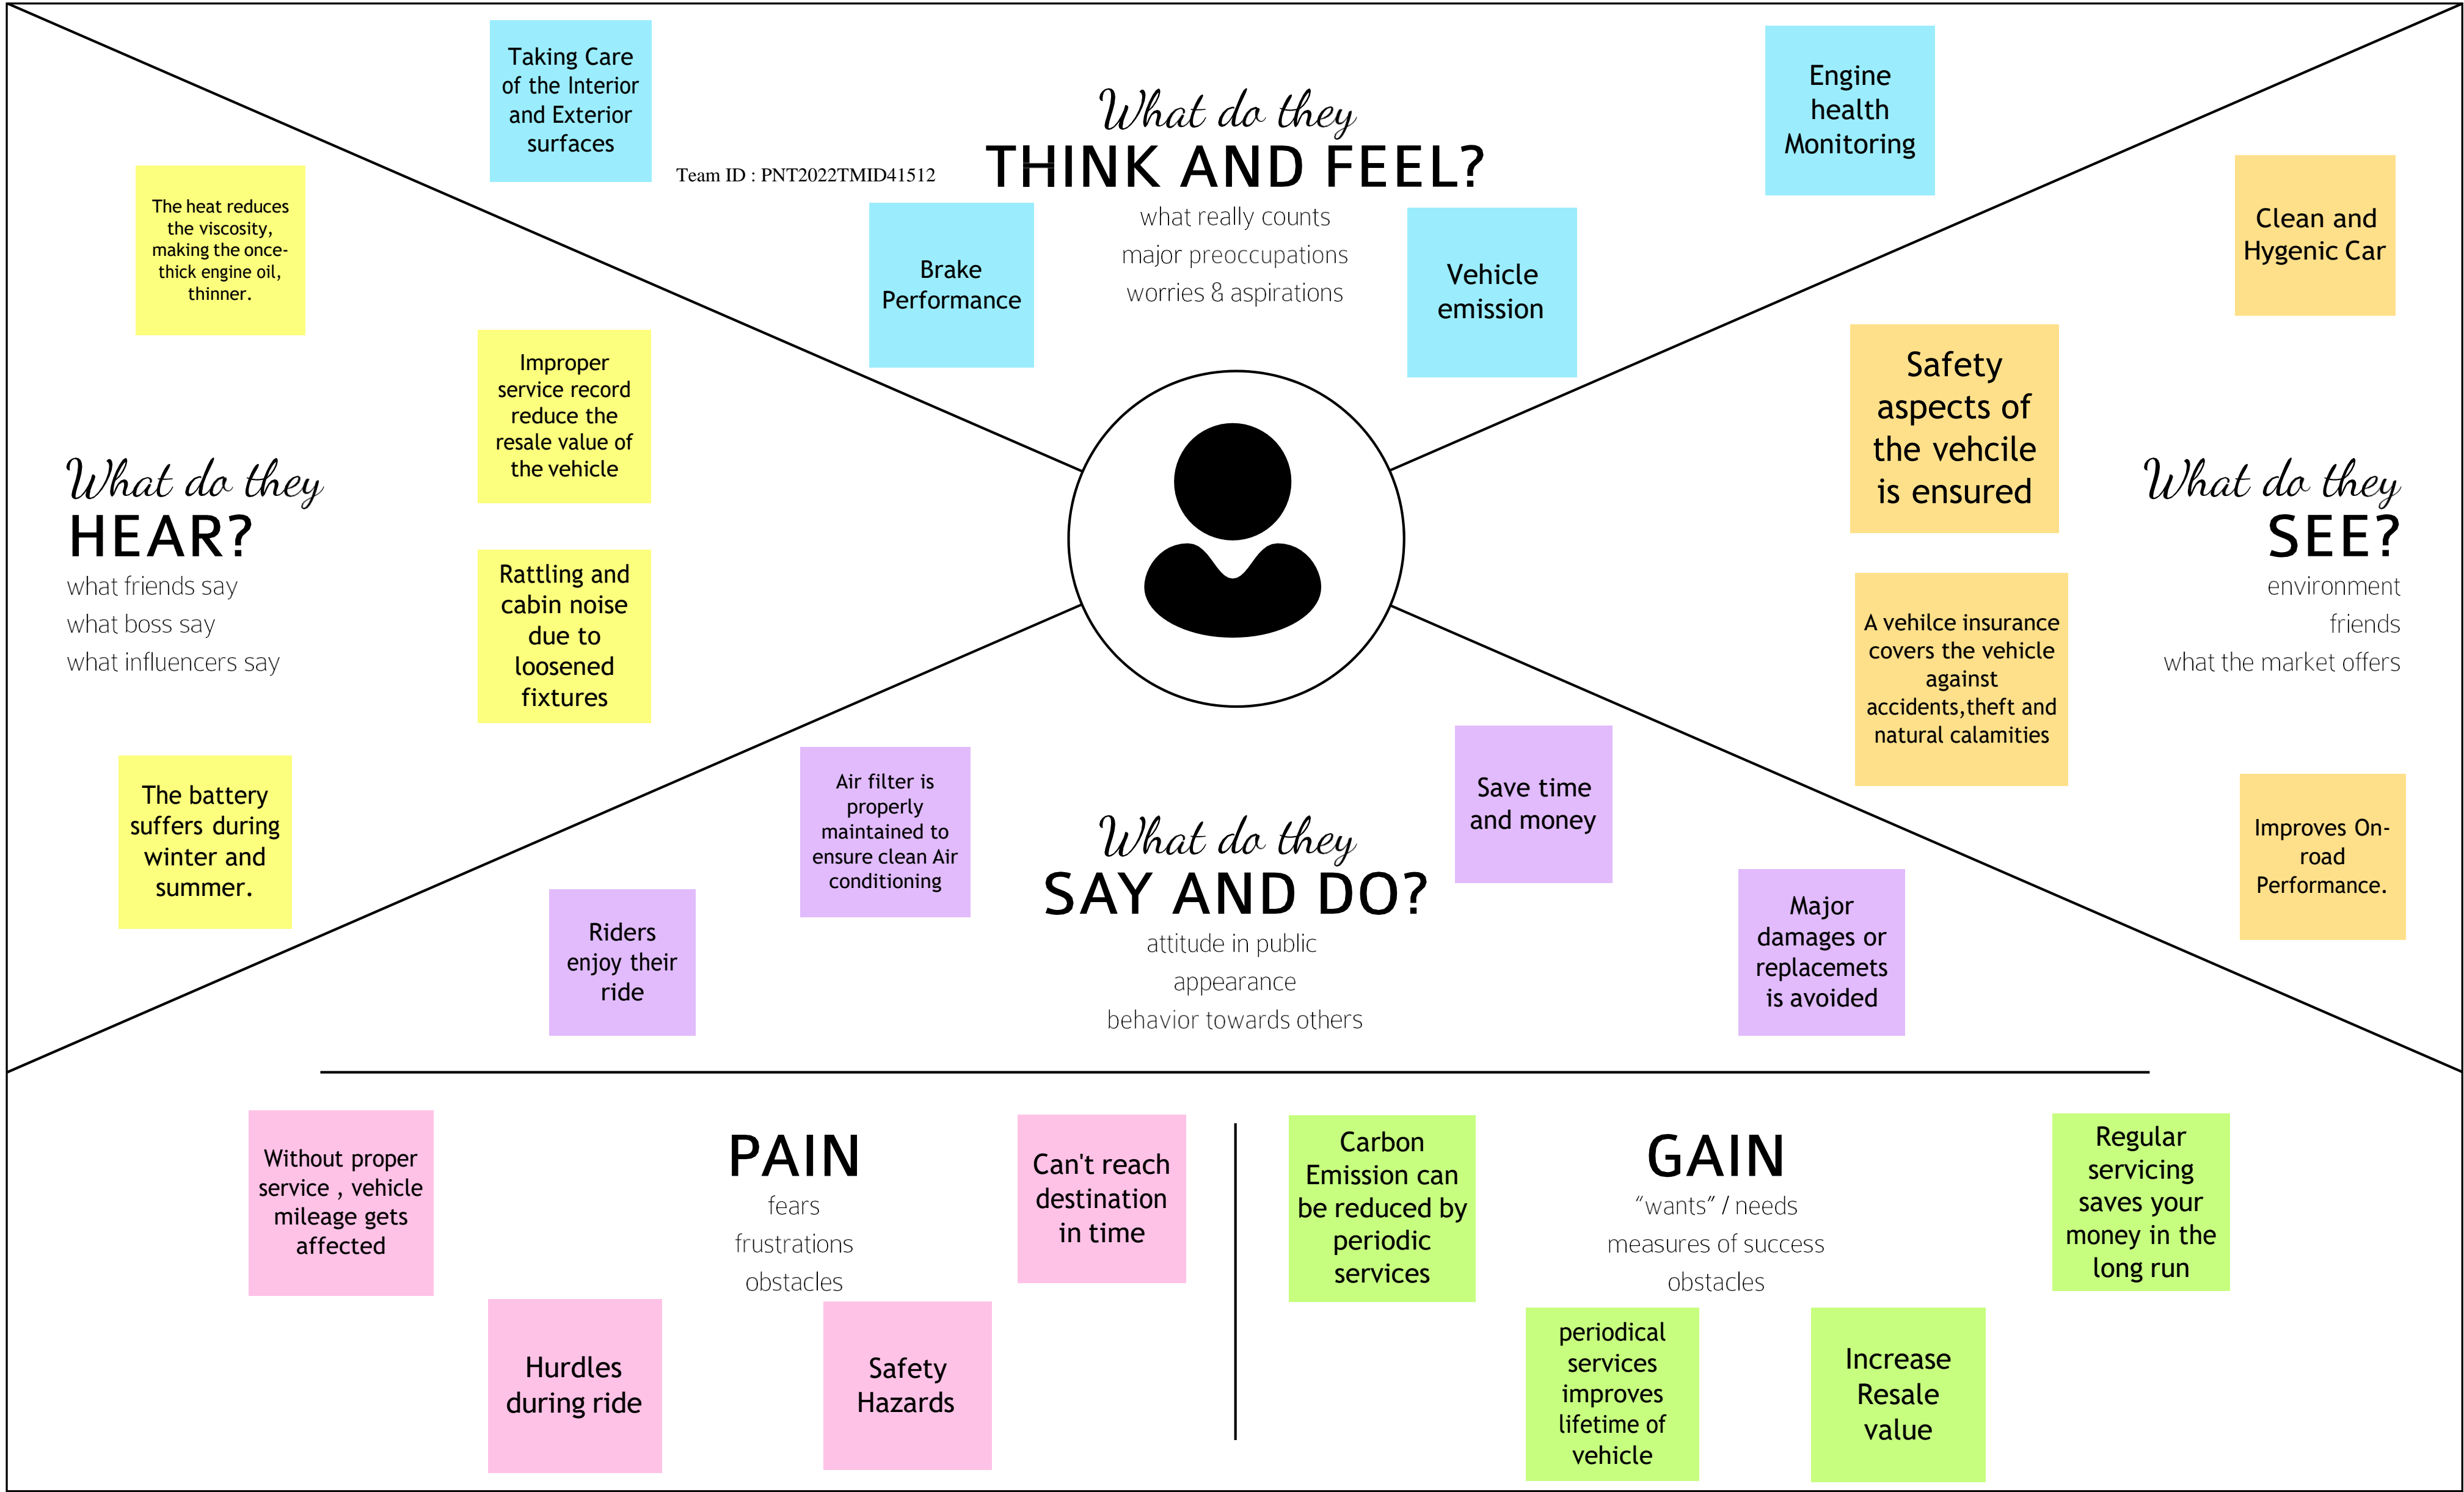 Taking Care
of the Interior
and Exterior
surfaces
Team ID : PNT2022TMID41512
What do they
THINK AND FEEL?
what really counts
major preoccupations
worries & aspirations
Brake
Performance
Vehicle
emission
Engine
health
Monitoring
The heat reduces
the viscosity,
making the once-
thick engine oil,
thinner.
Improper
service record
reduce the
resale value of
the vehicle
What do they
HEAR?
what friends say
what boss say
what influencers say
Rattling and
cabin noise
due to
loosened
fixtures
The battery
suffers during
winter and
summer.
Clean and
Hygenic Car
Safety
aspects of
the vehcile
is ensured
What do they
SEE?
environment
friends
what the market offers
A vehilce insurance
covers the vehicle
against
accidents,theft and
natural calamities
Improves On-
road
Performance.
Air filter is
properly
maintained to
ensure clean Air
conditioning
Riders
enjoy their
ride
What do they
SAY AND DO?
attitude in public
appearance
behavior towards others
Save time
and money
Major
damages or
replacemets
is avoided
Without proper
service , vehicle
mileage gets
affected
PAIN
fears
frustrations
obstacles
Can't reach
destination
in time
Hurdles
during ride
Safety
Hazards
Carbon
Emission can
be reduced by
periodic
services
GAIN
“wants” / needs
measures of success
obstacles
Regular
servicing
saves your
money in the
long run
periodical
services
improves
lifetime of
vehicle
Increase
Resale
value